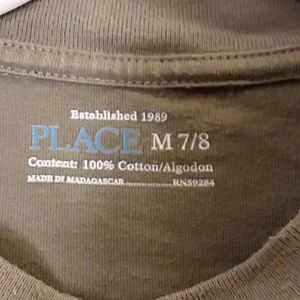 Established 1989
PLACE M 7/8
Content: 100% Cotton/Algodon
MADE IN MADAGASCAR................RN59284